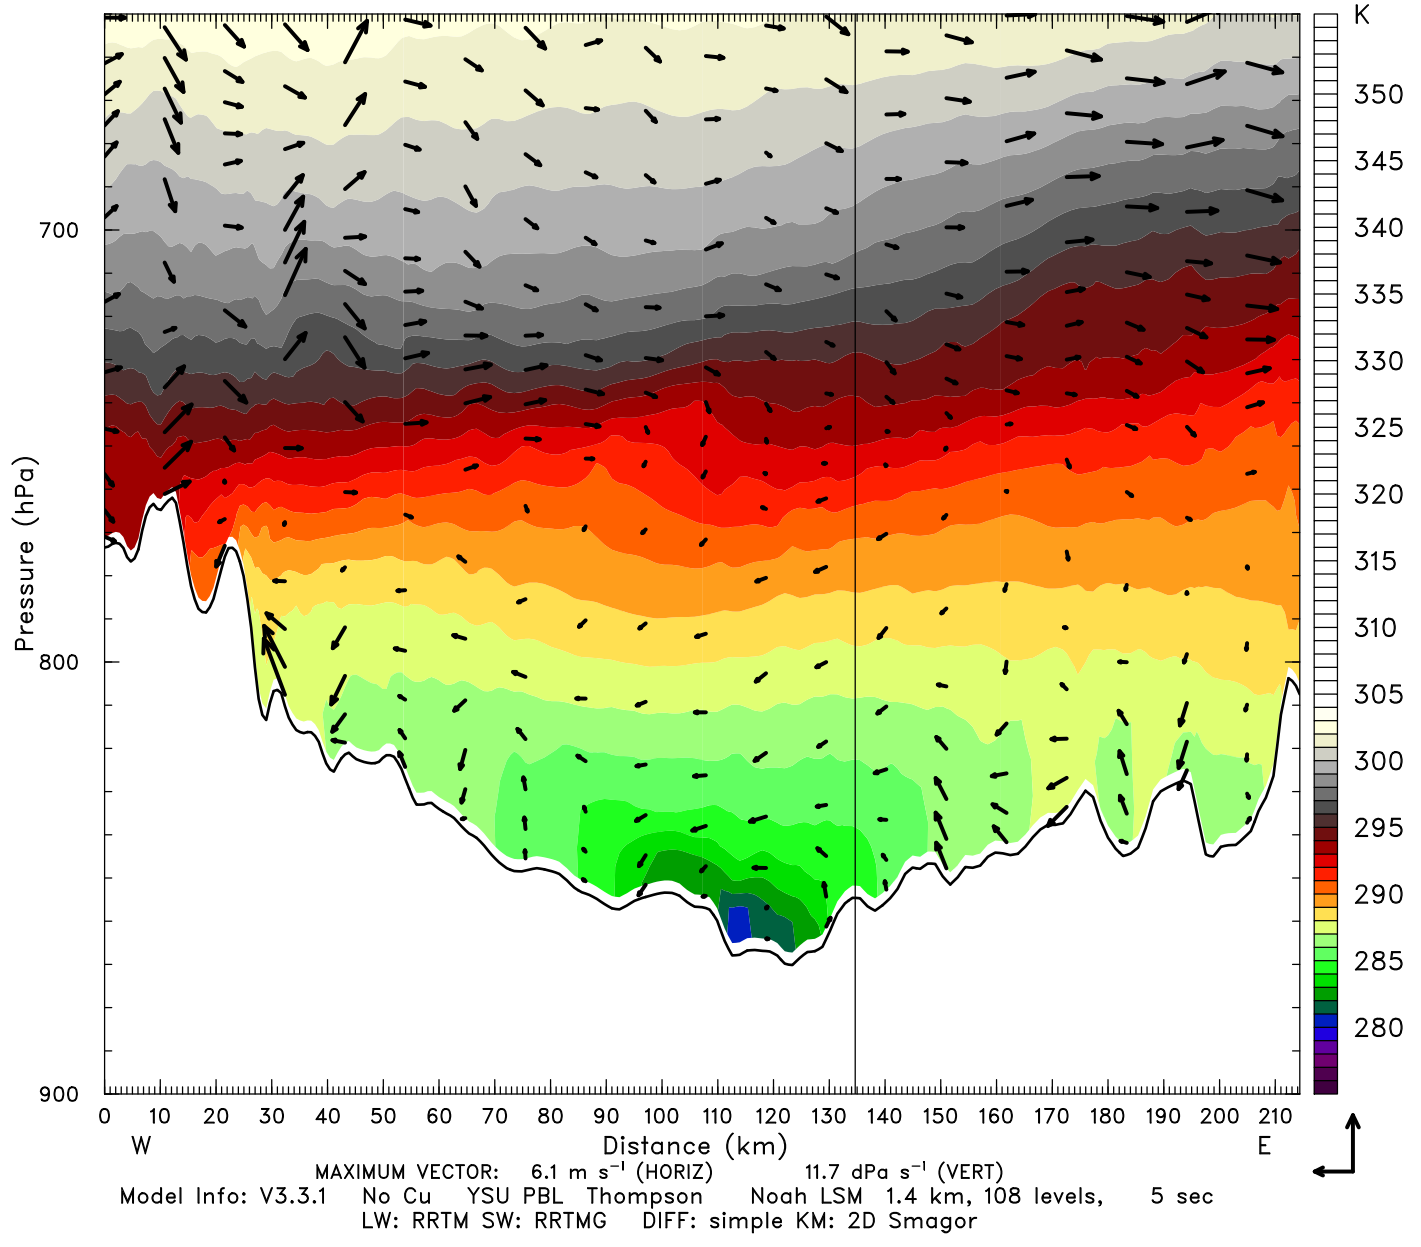 K
350
345
340
335
330
325
320
315
310
305
300
295
290
285
280
700
800
900
Pressure (hPa)
0 10 20 30 40 50 60 70 80 90 100 110 120 130 140 150 160 170 180 190 200 210
W Distance (km) E
MAXIMUM VECTOR: 6.1 m s⁻¹ (HORIZ) 11.7 dPa s⁻¹ (VERT)
Model Info: V3.3.1 No Cu YSU PBL Thompson Noah LSM 1.4 km, 108 levels, 5 sec
LW: RRTM SW: RRTMG DIFF: simple KM: 2D Smagor